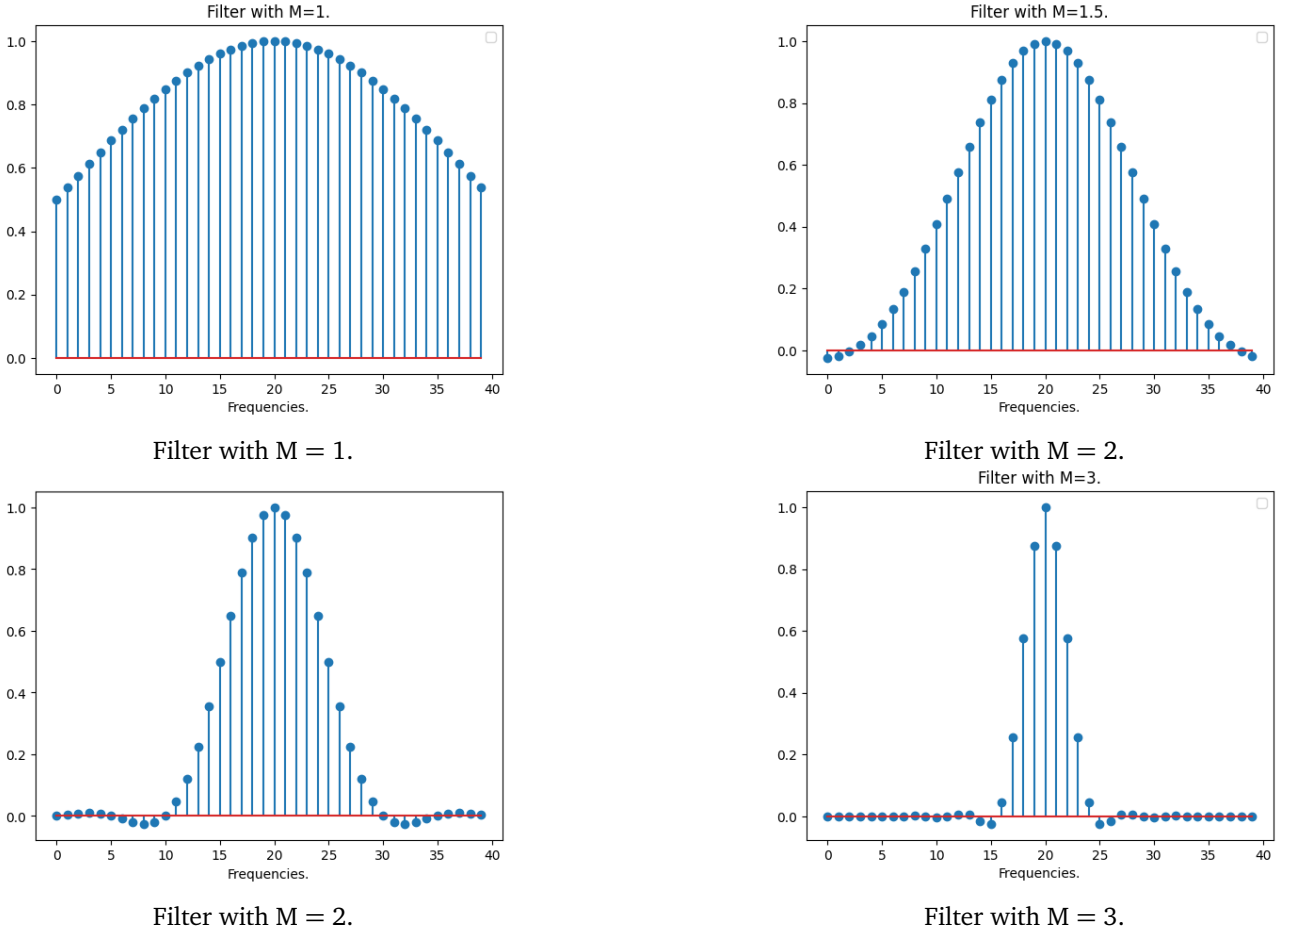 Filter with M=1.
1.0
0.8
0.6
0.4
0.2
0.0
0 5 10 15 20 25 30 35 40
Frequencies.
Filter with M = 1.
Filter with M=1.5.
1.0
0.8
0.6
0.4
0.2
0.0
0 5 10 15 20 25 30 35 40
Frequencies.
Filter with M = 2.
1.0
0.8
0.6
0.4
0.2
0.0
0 5 10 15 20 25 30 35 40
Frequencies.
Filter with M = 2.
Filter with M=3.
1.0
0.8
0.6
0.4
0.2
0.0
0 5 10 15 20 25 30 35 40
Frequencies.
Filter with M = 3.